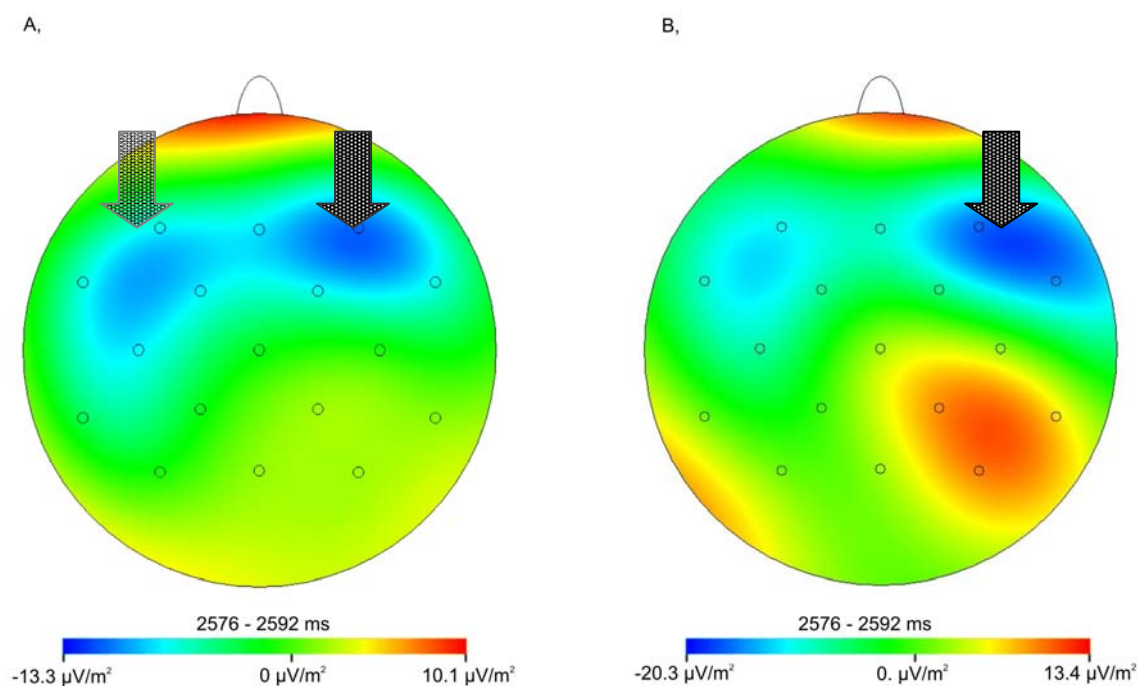 A,
B,
2576 - 2592 ms
-13.3 µV/m² 0 µV/m² 10.1 µV/m²
2576 - 2592 ms
-20.3 µV/m² 0. µV/m² 13.4 µV/m²